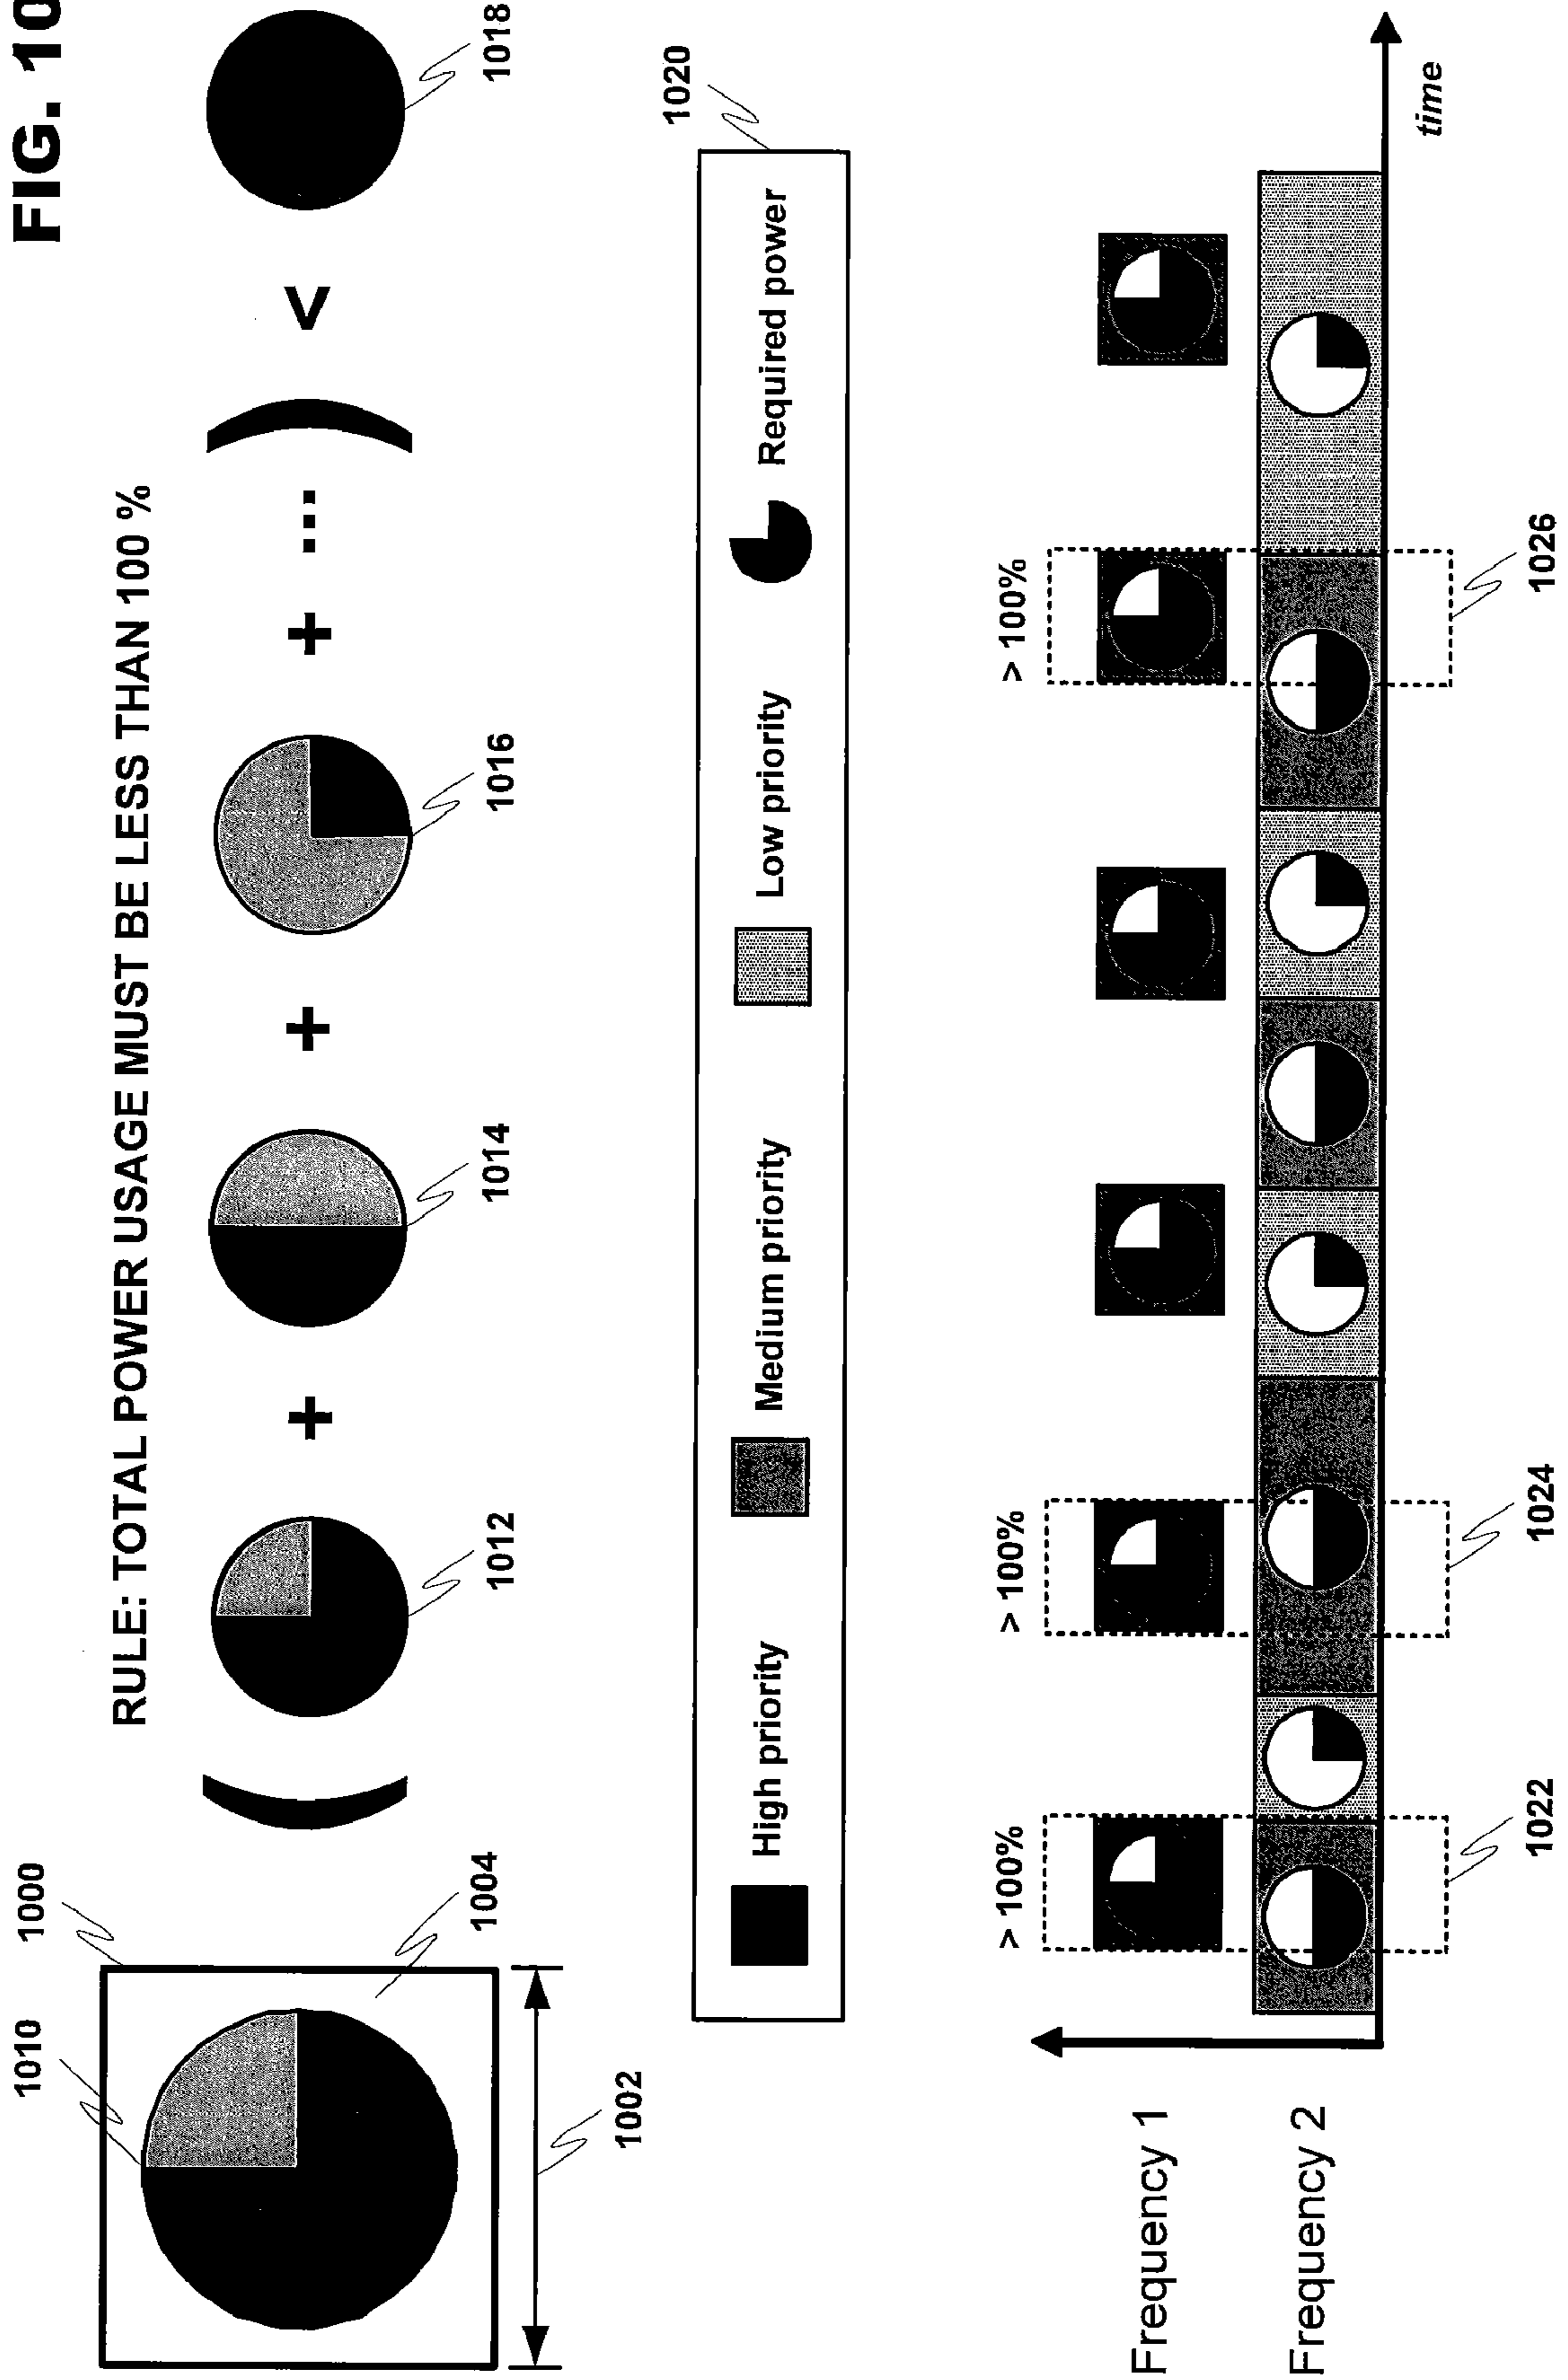 FIG. 10
RULE: TOTAL POWER USAGE MUST BE LESS THAN 100 %
1010
1000
1004
1002
( + + + ... ) <
1012
1014
1016
1018
1020
High priority
Medium priority
Low priority
Required power
> 100%
> 100%
> 100%
Frequency 1
Frequency 2
1022
1024
1026
time